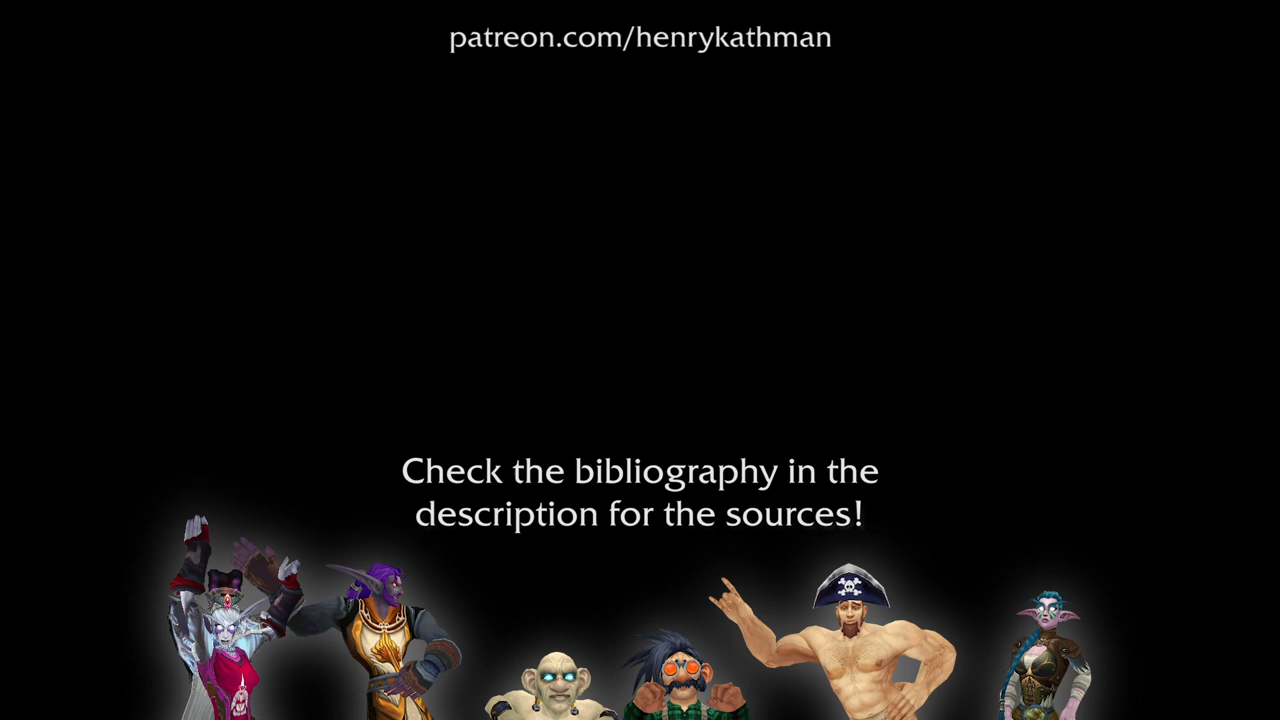 patreon.com/henrykathman
Check the bibliography in the
description for the sources!